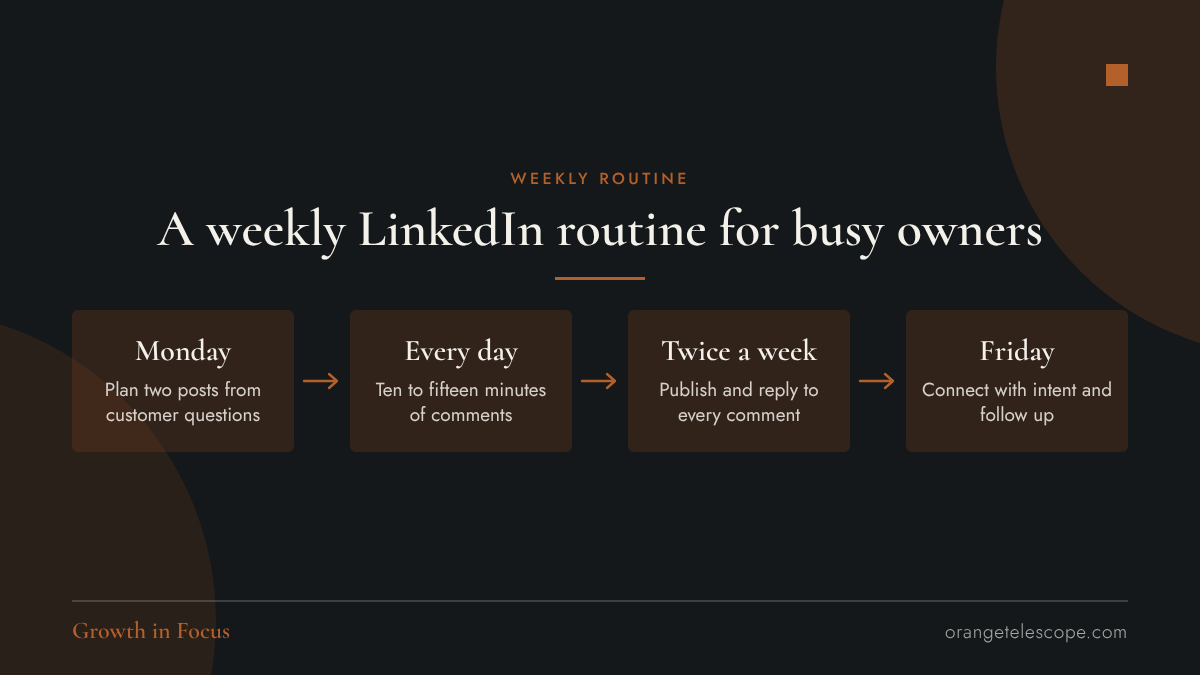 WEEKLY ROUTINE
A weekly LinkedIn routine for busy owners
Monday
Plan two posts from
customer questions
Every day
Ten to fifteen minutes
of comments
Twice a week
Publish and reply to
every comment
Friday
Connect with intent and
follow up
Growth in Focus
orangetelescope.com